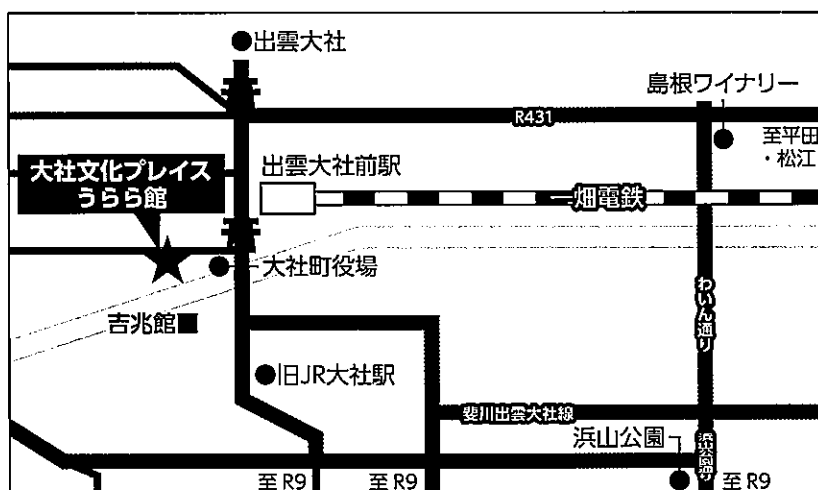 出雲大社
島根ワイナリー
R431
至平田
・松江
大社文化プレイス
うらら館
出雲大社前駅
一畑電鉄
大社町役場
わいん通り
吉兆館
旧JR大社駅
斐川出雲大社線
浜山公園
浜山公園通り
至 R9
至 R9
至 R9